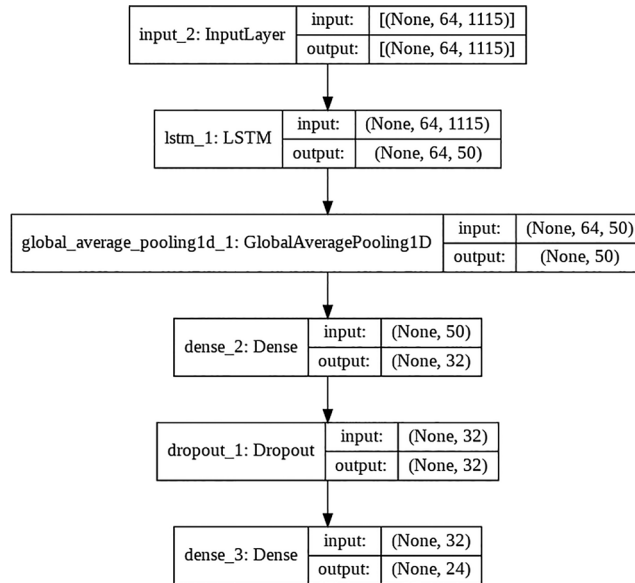 input_2: InputLayer
input: [(None, 64, 1115)]
output: [(None, 64, 1115)]
lstm_1: LSTM
input: (None, 64, 1115)
output: (None, 64, 50)
global_average_pooling1d_1: GlobalAveragePooling1D
input: (None, 64, 50)
output: (None, 50)
dense_2: Dense
input: (None, 50)
output: (None, 32)
dropout_1: Dropout
input: (None, 32)
output: (None, 32)
dense_3: Dense
input: (None, 32)
output: (None, 24)